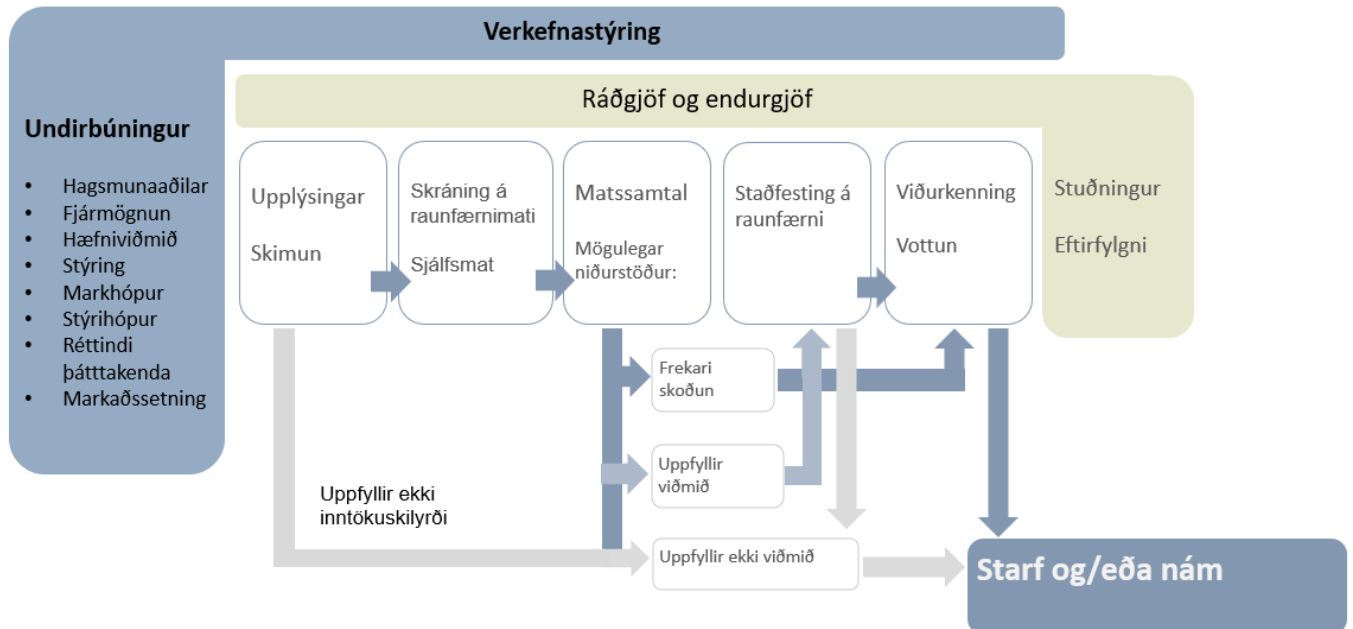 Verkefnastýring
Ráðgjöf og endurgjöf
Undirbúningur
• Hagsmunaaðilar
• Fjármögnun
• Hæfniviðmið
• Stýring
• Markhópur
• Stýrihópur
• Réttindi
þátttakenda
• Markaðssetning
Upplýsingar
Skimun
Skráning á
raunfærnimati
Sjálfsmat
Matssamtal
Mögulegar
niðurstöður:
Staðfesting á
raunfærni
Viðurkenning
Vottun
Stuðningur
Eftirfylgni
Frekari
skoðun
Uppfyllir
viðmið
Uppfyllir ekki
inntökuskilyrði
Uppfyllir ekki viðmið
Starf og/eða nám